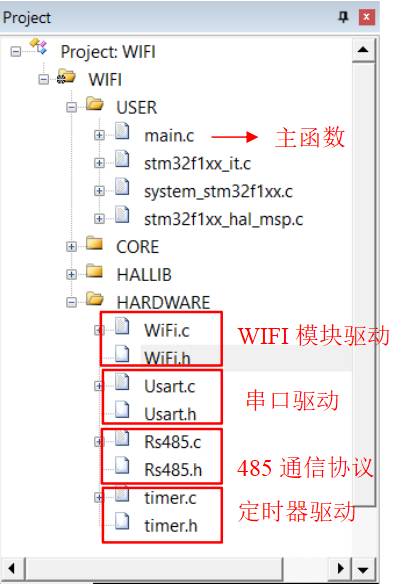 Project
Project: WIFI
WIFI
USER
main.c 主函数
stm32f1xx_it.c
system_stm32f1xx.c
stm32f1xx_hal_msp.c
CORE
HALLIB
HARDWARE
WiFi.c
WIFI 模块驱动
WiFi.h
Usart.c
串口驱动
Usart.h
Rs485.c
Rs485.h
485 通信协议
timer.c
定时器驱动
timer.h